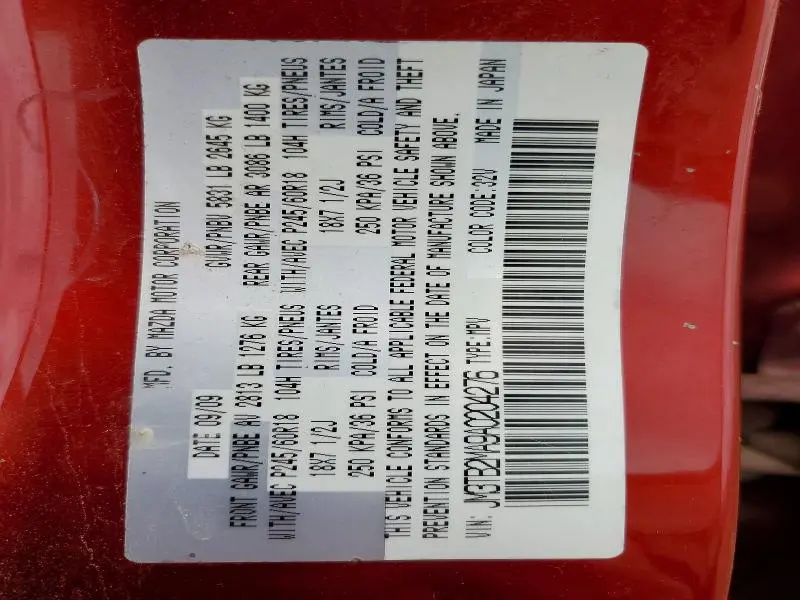 MFD. BY MAZDA MOTOR CORPORATION
DATE 09/09 GVWR/PNBV 5831 LB 2645 KG
FRONT GAWR/PNBE AV 2813 LB 1276 KG REAR GAWR/PNBE AR 3086 LB 1400 KG
WITH/AVEC P245/60R18 104H TIRES/PNEUS WITH/AVEC P245/60R18 104H TIRES/PNEUS
18X7 1/2J RIMS/JANTES 18X7 1/2J RIMS/JANTES
250 KPA/36 PSI COLD/A FROID 250 KPA/36 PSI COLD/A FROID
THIS VEHICLE CONFORMS TO ALL APPLICABLE FEDERAL MOTOR VEHICLE SAFETY AND THEFT
PREVENTION STANDARDS IN EFFECT ON THE DATE OF MANUFACTURE SHOWN ABOVE.
VIN: JM3TB2MA9A0204276 TYPE:MPV COLOR CODE:32V MADE IN JAPAN